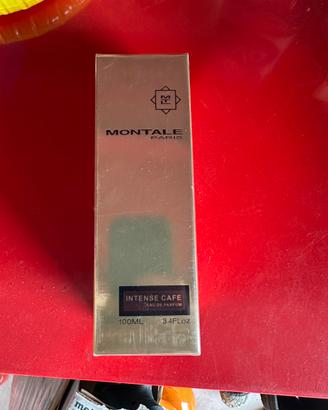 MONTALE
PARIS
INTENSE CAFE
EAU DE PARFUM
100ML 3.4FLoz